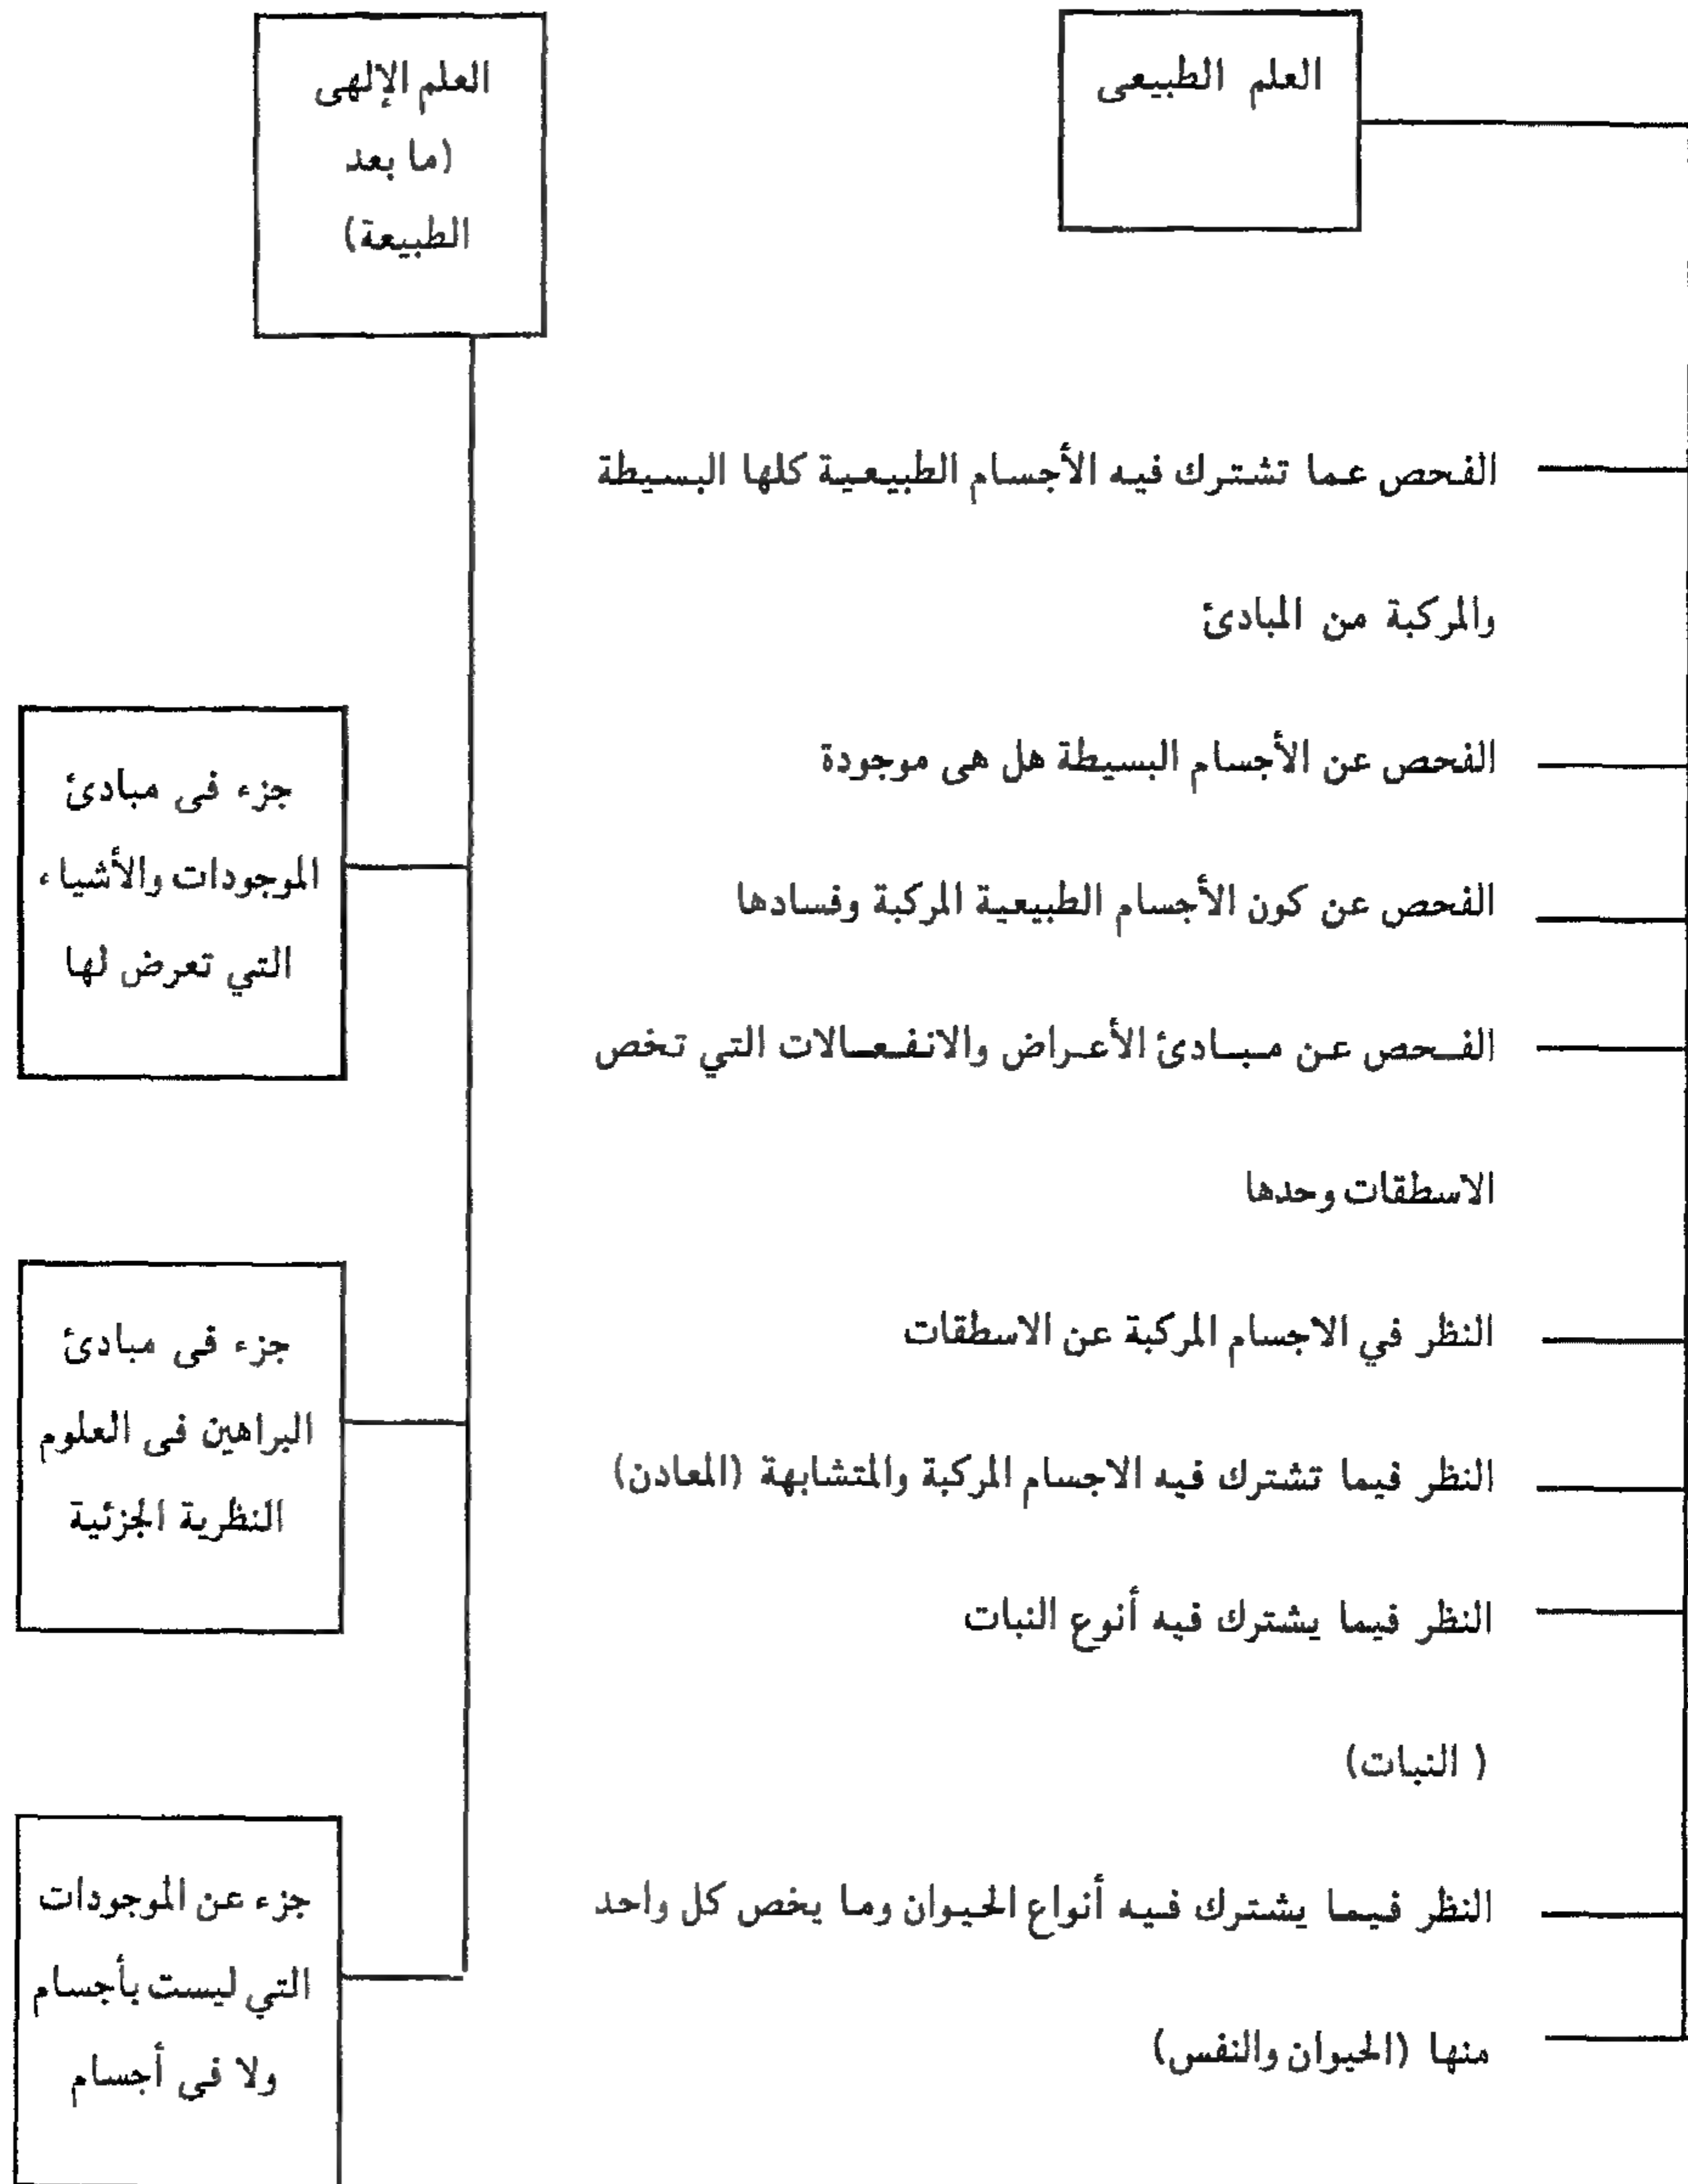 العلم الطبيعى
الفحص عما تشترك فيه الأجسام الطبيعية كلها البسيطة
والمركبة من المبادئ
الفحص عن الأجسام البسيطة هل هى موجودة
الفحص عن كون الأجسام الطبيعية المركبة وفسادها
الفحص عن مبادئ الأعراض والانفعالات التي تخص
الاسطقات وحدها
النظر في الاجسام المركبة عن الاسطقات
النظر فيما تشترك فيه الاجسام المركبة والمتشابهة (المعادن)
النظر فيما يشترك فيه أنوع النبات
( النبات)
النظر فيما يشترك فيه أنواع الحيوان وما يخص كل واحد
منها (الحيوان والنفس)
العلم الإلهى
(ما بعد
الطبيعة)
جزء فى مبادئ
الموجودات والأشياء
التي تعرض لها
جزء فى مبادئ
البراهين فى العلوم
النظرية الجزئية
جزء عن الموجودات
التي ليست بأجسام
ولا فى أجسام